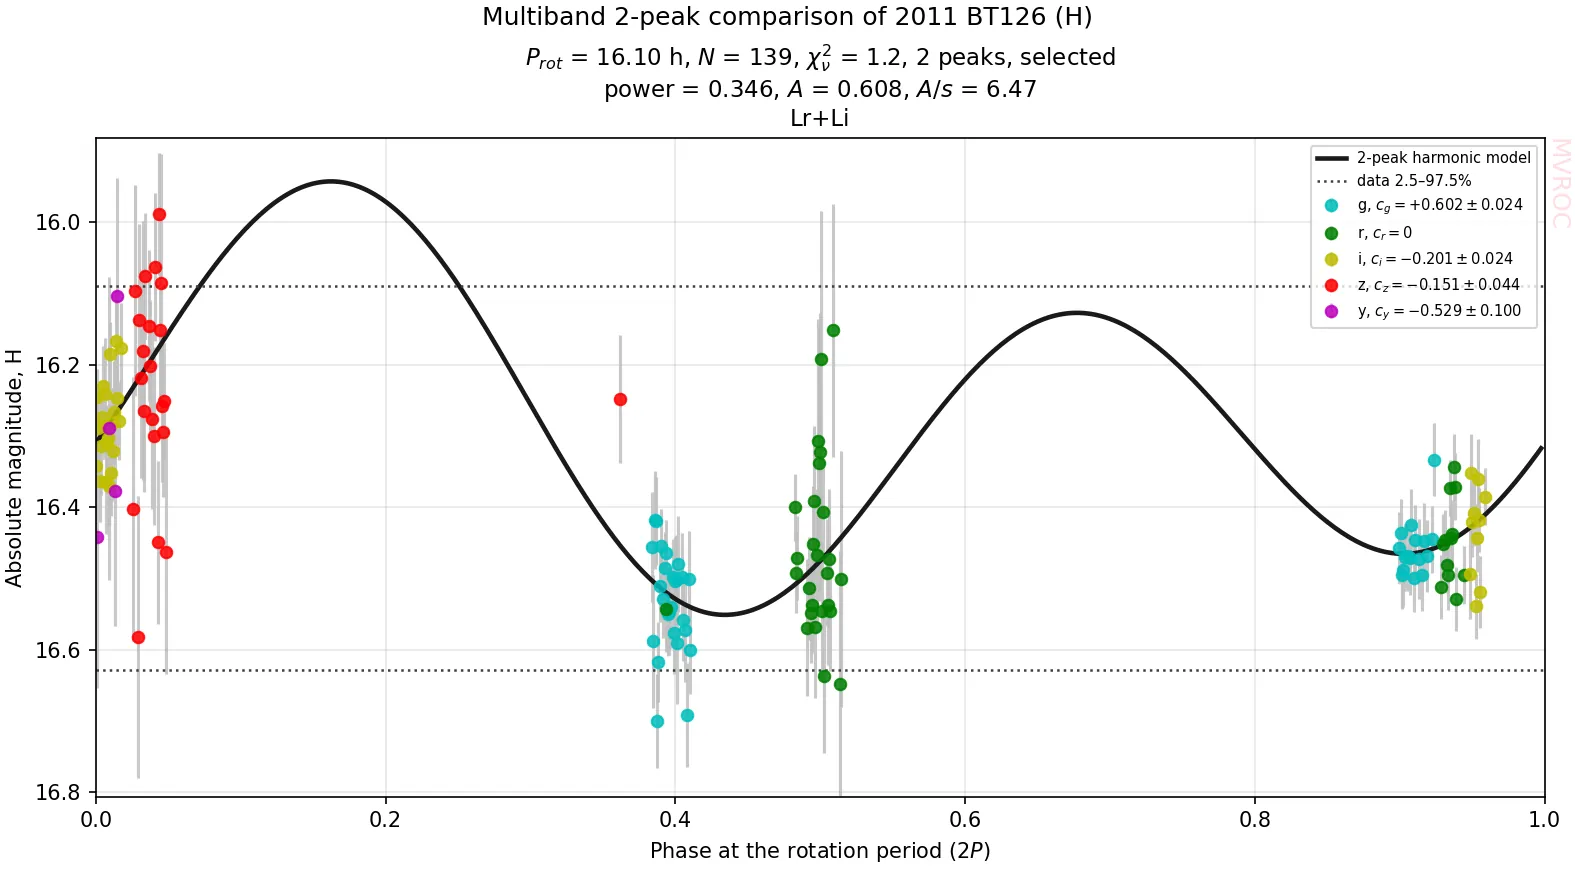 Multiband 2-peak comparison of 2011 BT126 (H)
P_rot = 16.10 h, N = 139, χ²_ν = 1.2, 2 peaks, selected
power = 0.346, A = 0.608, A/s = 6.47
Lr+Li
MVROC
2-peak harmonic model
data 2.5–97.5%
g, c_g = +0.602 ± 0.024
r, c_r = 0
i, c_i = −0.201 ± 0.024
z, c_z = −0.151 ± 0.044
y, c_y = −0.529 ± 0.100
Absolute magnitude, H
16.0
16.2
16.4
16.6
16.8
0.0 0.2 0.4 0.6 0.8 1.0
Phase at the rotation period (2P)